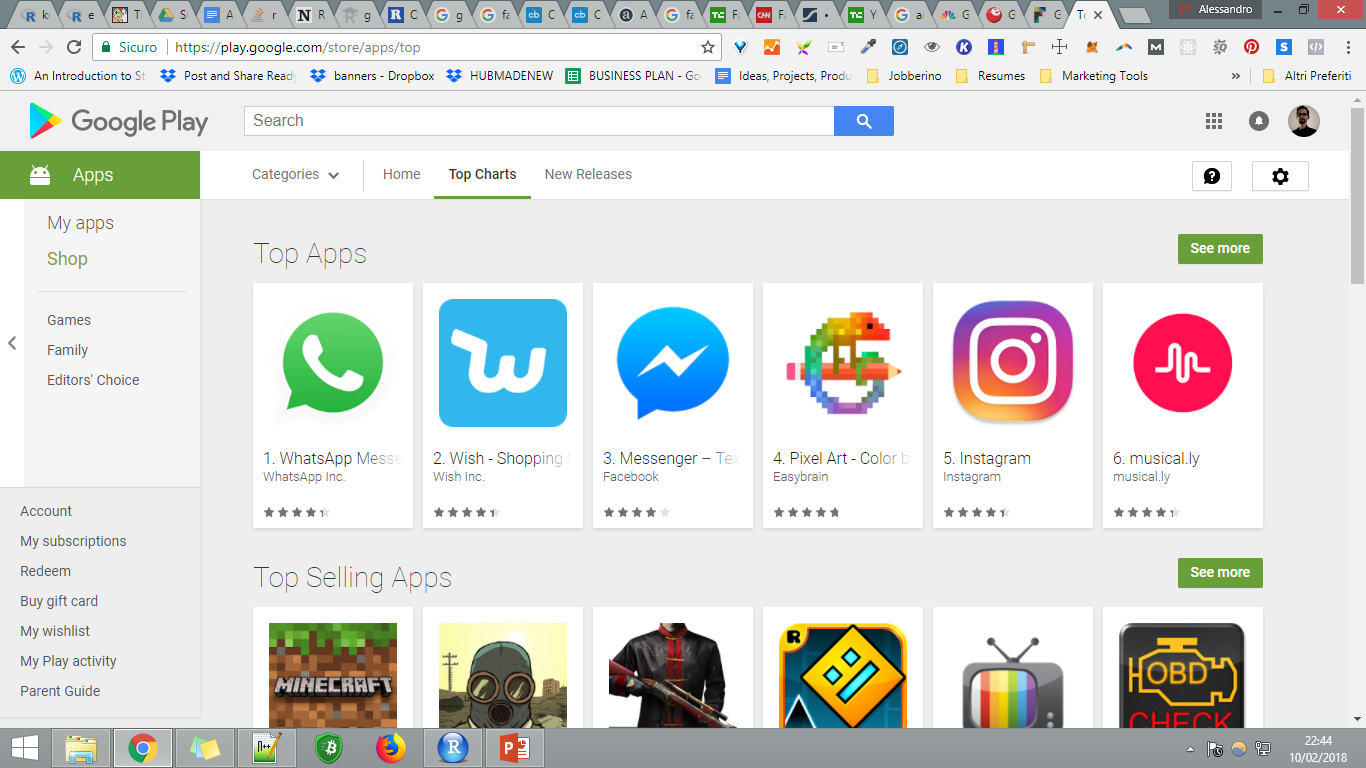 Alessandro
Sicuro
https://play.google.com/store/apps/top
An Introduction to St
Post and Share Ready
banners - Dropbox
HUBMADENEW
BUSINESS PLAN - Go
Ideas, Projects, Produ
Jobberino
Resumes
Marketing Tools
»
Altri Preferiti
Google Play
Search
Apps
Categories
Home
Top Charts
New Releases
My apps
Shop
Games
Family
Editors' Choice
Account
My subscriptions
Redeem
Buy gift card
My wishlist
My Play activity
Parent Guide
Top Apps
See more
1. WhatsApp Messe
WhatsApp Inc.
2. Wish - Shopping
Wish Inc.
3. Messenger – Tex
Facebook
4. Pixel Art - Color b
Easybrain
5. Instagram
Instagram
6. musical.ly
musical.ly
Top Selling Apps
See more
MINECRAFT
R
OBD
CHECK
22:44
10/02/2018